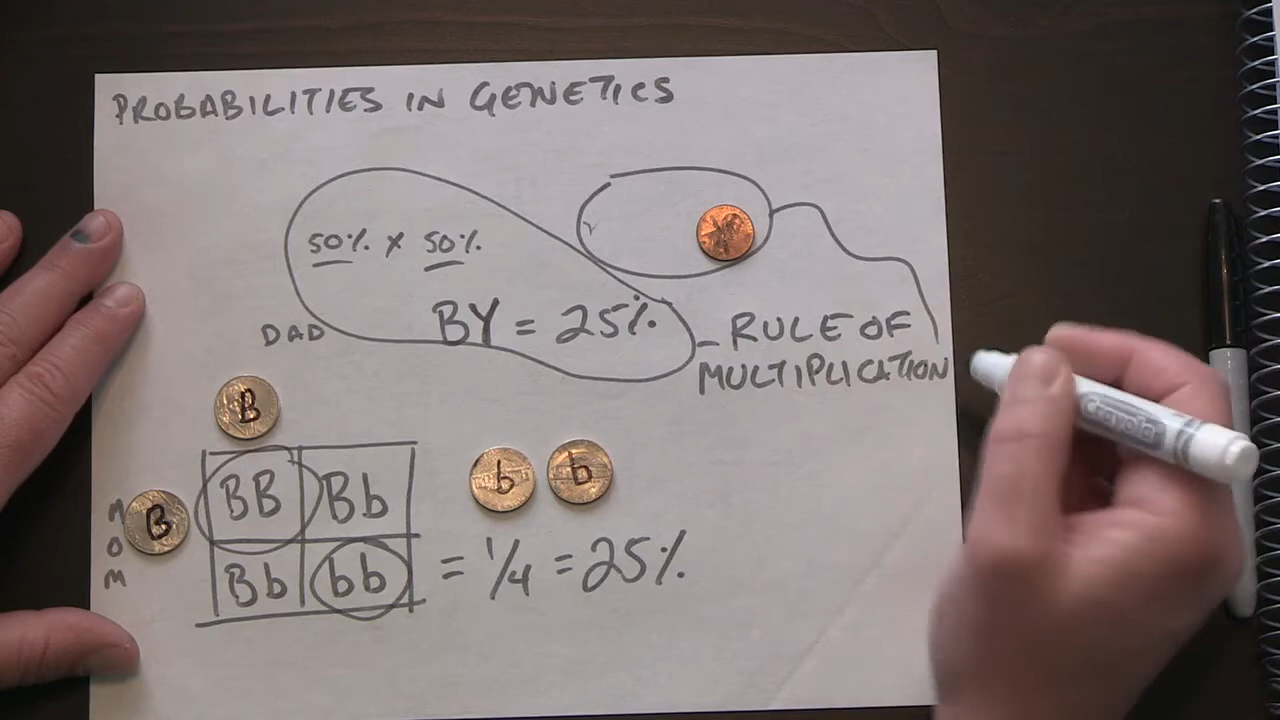 PROBABILITIES IN GENETICS
50% x 50%
BY = 25%
DAD
RULE OF
MULTIPLICATION
B
B
MOM
BB Bb
Bb bb
b b
= 1/4 = 25%
Crayola